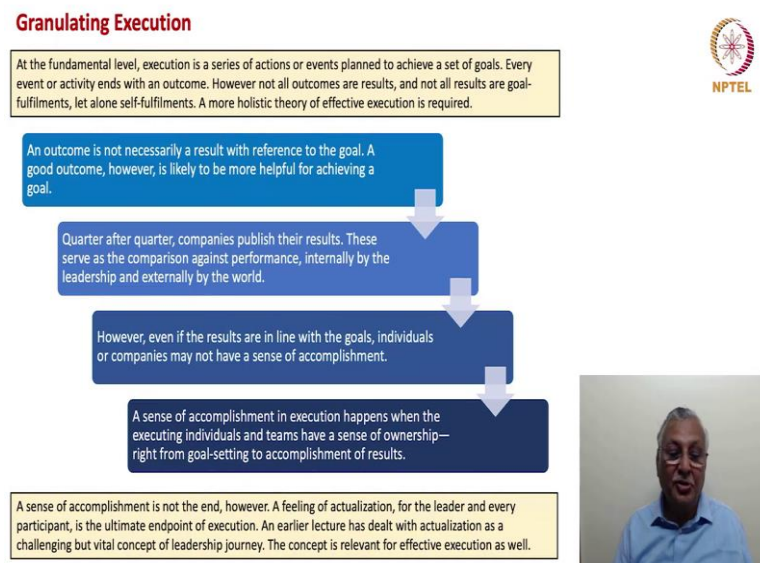 Granulating Execution
At the fundamental level, execution is a series of actions or events planned to achieve a set of goals. Every
event or activity ends with an outcome. However not all outcomes are results, and not all results are goal-
fulfilments, let alone self-fulfilments. A more holistic theory of effective execution is required.
NPTEL
An outcome is not necessarily a result with reference to the goal. A
good outcome, however, is likely to be more helpful for achieving a
goal.
Quarter after quarter, companies publish their results. These
serve as the comparison against performance, internally by the
leadership and externally by the world.
However, even if the results are in line with the goals, individuals
or companies may not have a sense of accomplishment.
A sense of accomplishment in execution happens when the
executing individuals and teams have a sense of ownership—
right from goal-setting to accomplishment of results.
A sense of accomplishment is not the end, however. A feeling of actualization, for the leader and every
participant, is the ultimate endpoint of execution. An earlier lecture has dealt with actualization as a
challenging but vital concept of leadership journey. The concept is relevant for effective execution as well.